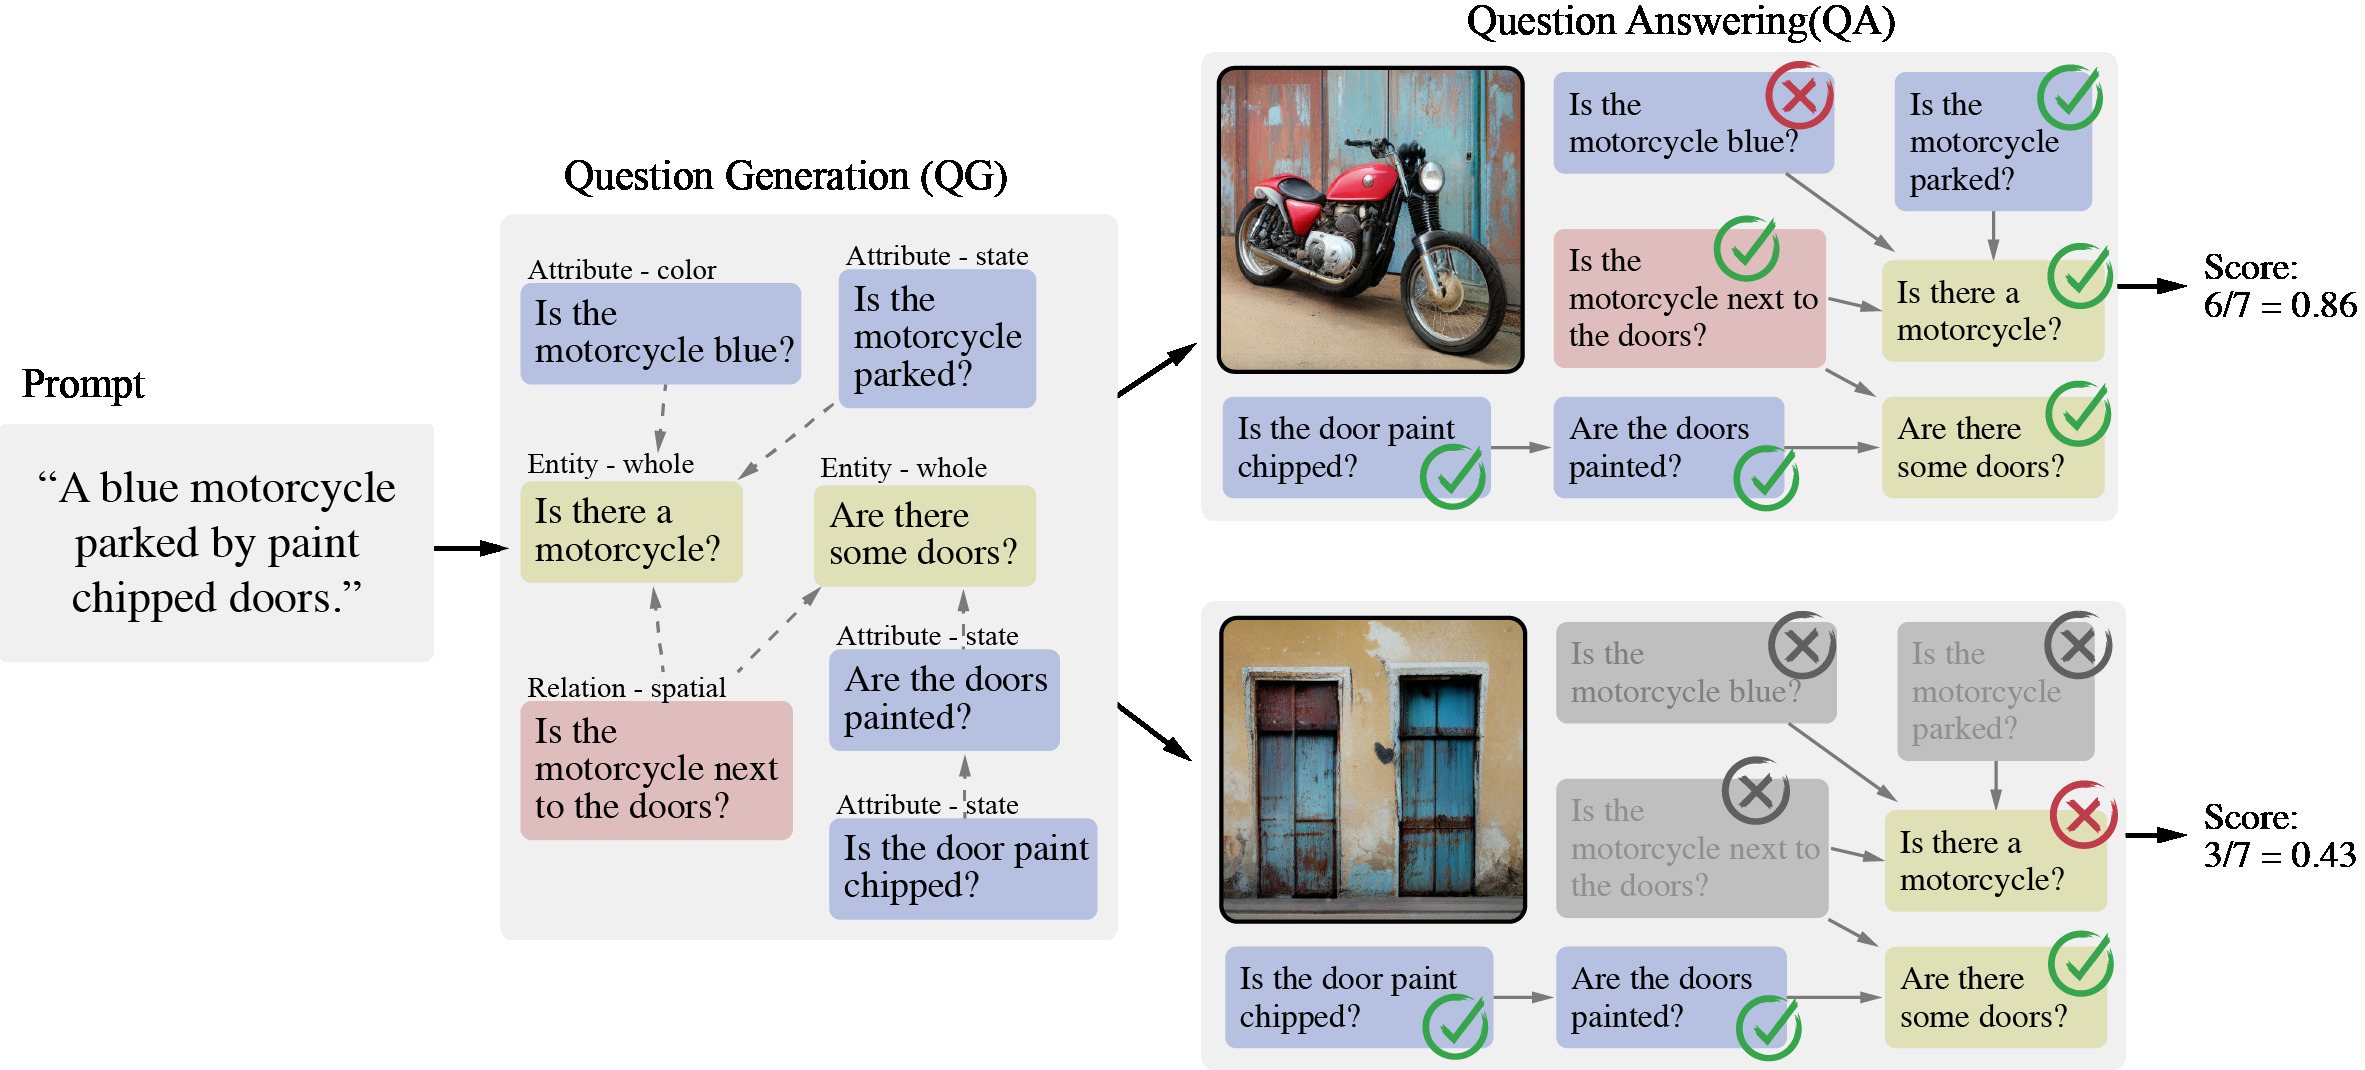 Question Answering(QA)
Question Generation (QG)
Prompt
“A blue motorcycle
parked by paint
chipped doors.”
Attribute - color
Is the
motorcycle blue?
Attribute - state
Is the
motorcycle
parked?
Entity - whole
Is there a
motorcycle?
Entity - whole
Are there
some doors?
Relation - spatial
Is the
motorcycle next
to the doors?
Attribute - state
Are the doors
painted?
Attribute - state
Is the door paint
chipped?
Is the
motorcycle blue?
Is the
motorcycle
parked?
Is the
motorcycle next to
the doors?
Is there a
motorcycle?
Is the door paint
chipped?
Are the doors
painted?
Are there
some doors?
Score:
6/7 = 0.86
Is the
motorcycle blue?
Is the
motorcycle
parked?
Is the
motorcycle next to
the doors?
Is there a
motorcycle?
Is the door paint
chipped?
Are the doors
painted?
Are there
some doors?
Score:
3/7 = 0.43